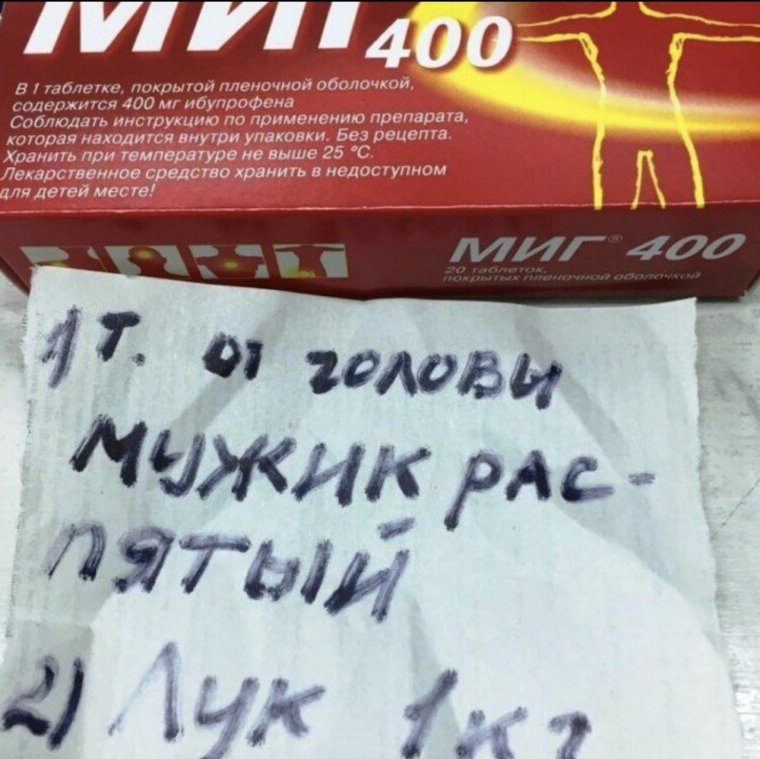 МИГ 400
В 1 таблетке, покрытой пленочной оболочкой,
содержится 400 мг ибупрофена
Соблюдать инструкцию по применению препарата,
которая находится внутри упаковки. Без рецепта.
Хранить при температуре не выше 25 °С.
Лекарственное средство хранить в недоступном
для детей месте!
МИГ® 400
20 таблеток,
покрытых пленочной оболочкой
1 т. от головы
МУЖИК РАС-
ПЯТЫЙ
2) Лук 1кг